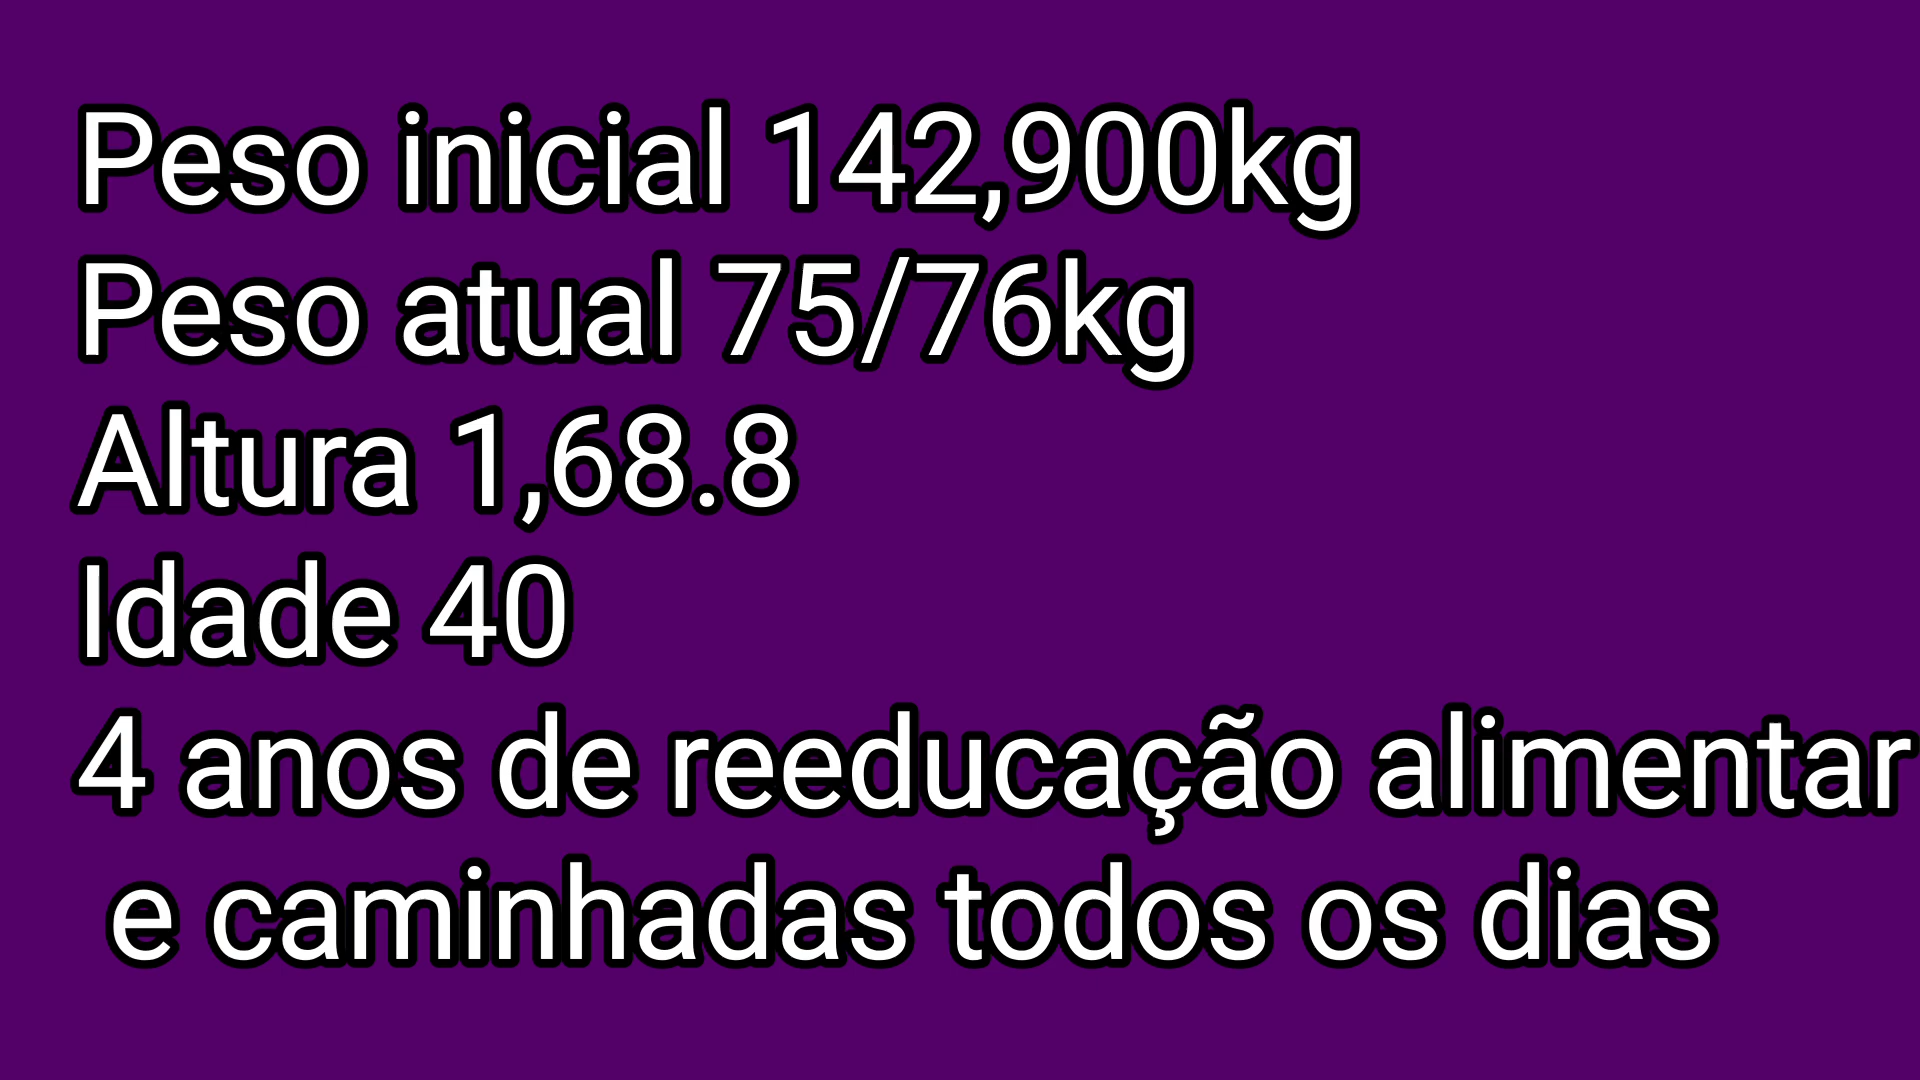 Peso inicial 142,900kg
Peso atual 75/76kg
Altura 1,68.8
Idade 40
4 anos de reeducação alimentar
e caminhadas todos os dias